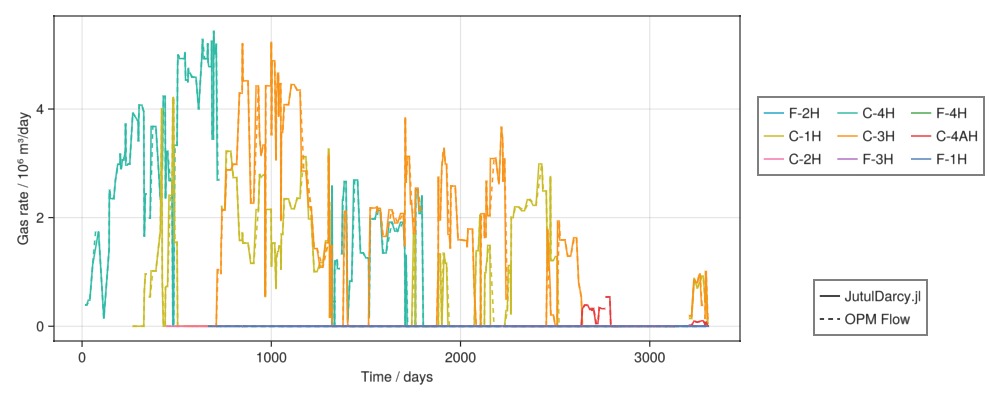 Gas rate / 10⁶ m³/day
4
2
0
0 1000 2000 3000
Time / days
F-2H C-4H F-4H
C-1H C-3H C-4AH
C-2H F-3H F-1H
JutulDarcy.jl
OPM Flow